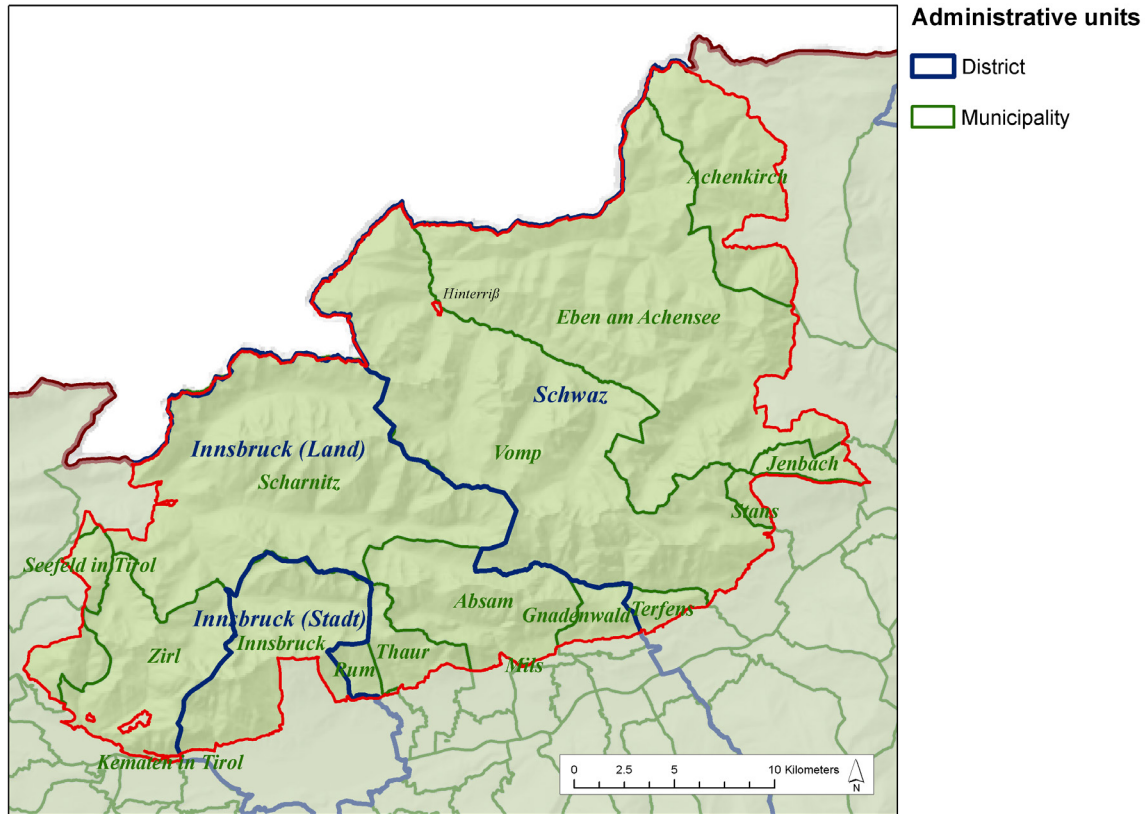 Administrative units
District
Municipality
Achenkirch
Hinterriß
Eben am Achensee
Schwaz
Innsbruck (Land)
Vomp
Jenbach
Scharnitz
Stans
Seefeld in Tirol
Absam
Innsbruck (Stadt)
Gnadenwald
Terfens
Innsbruck
Zirl
Thaur
Rum
Mils
Kematen in Tirol
0 2.5 5 10 Kilometers
N